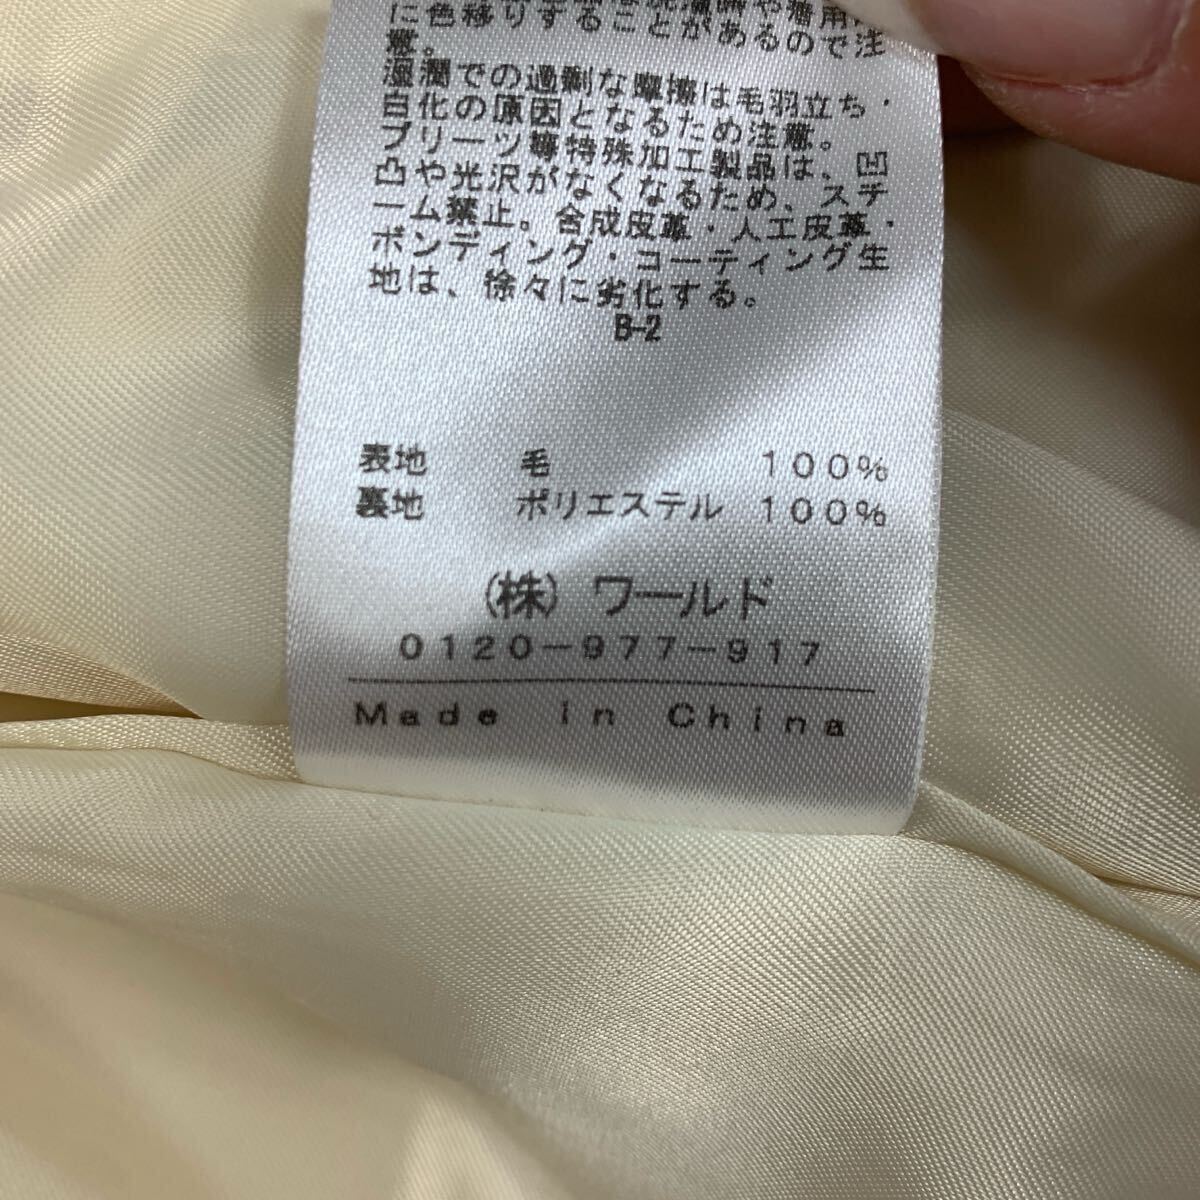 に色移りすることがあるので注
意。
湿潤での過剰な摩擦は毛羽立ち・
白化の原因となるため注意。
プリーツ等特殊加工製品は、凹
凸や光沢がなくなるため、スチ
ーム禁止。合成皮革・人工皮革・
ボンディング・コーティング生
地は、徐々に劣化する。
B-2
表地 毛 100%
裏地 ポリエステル 100%
(株) ワールド
0120-977-917
Made in China